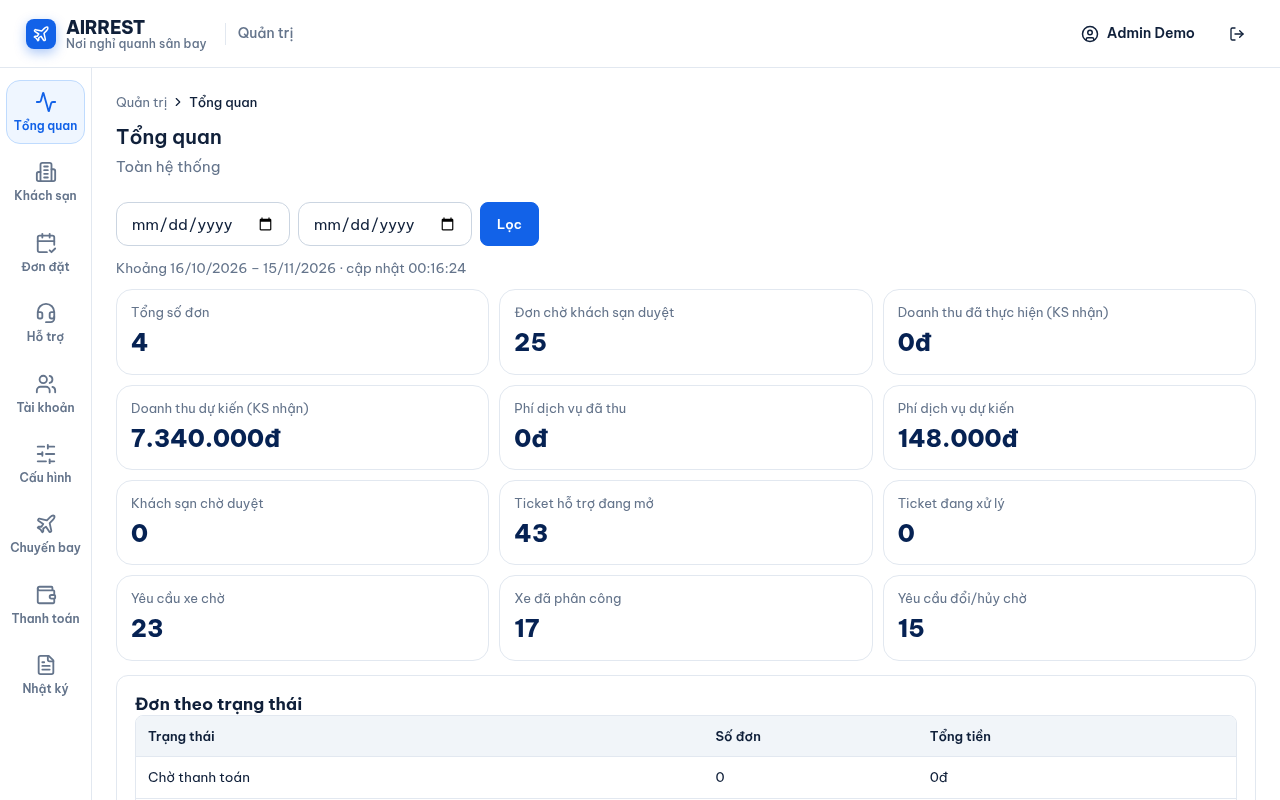 AIRREST
Nơi nghỉ quanh sân bay
Quản trị
Admin Demo
Tổng quan
Khách sạn
Đơn đặt
Hỗ trợ
Tài khoản
Cấu hình
Chuyến bay
Thanh toán
Nhật ký
Quản trị > Tổng quan
Tổng quan
Toàn hệ thống
mm/dd/yyyy mm/dd/yyyy Lọc
Khoảng 16/10/2026 – 15/11/2026 · cập nhật 00:16:24
Tổng số đơn
4
Đơn chờ khách sạn duyệt
25
Doanh thu đã thực hiện (KS nhận)
0đ
Doanh thu dự kiến (KS nhận)
7.340.000đ
Phí dịch vụ đã thu
0đ
Phí dịch vụ dự kiến
148.000đ
Khách sạn chờ duyệt
0
Ticket hỗ trợ đang mở
43
Ticket đang xử lý
0
Yêu cầu xe chờ
23
Xe đã phân công
17
Yêu cầu đổi/hủy chờ
15
Đơn theo trạng thái
Trạng thái Số đơn Tổng tiền
Chờ thanh toán 0 0đ